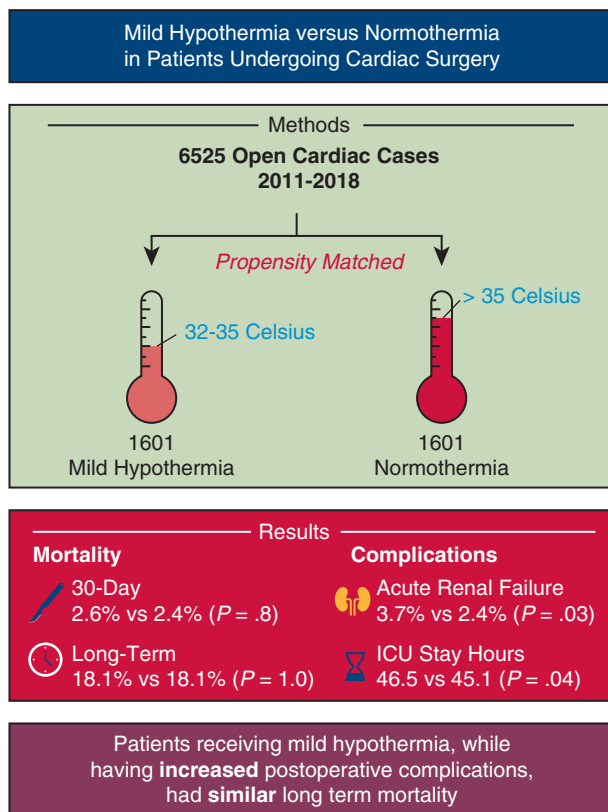 Mild Hypothermia versus Normothermia
in Patients Undergoing Cardiac Surgery
Methods
6525 Open Cardiac Cases
2011-2018
Propensity Matched
32-35 Celsius
> 35 Celsius
1601
Mild Hypothermia
1601
Normothermia
Results
Mortality
30-Day
2.6% vs 2.4% (P = .8)
Long-Term
18.1% vs 18.1% (P = 1.0)
Complications
Acute Renal Failure
3.7% vs 2.4% (P = .03)
ICU Stay Hours
46.5 vs 45.1 (P = .04)
Patients receiving mild hypothermia, while
having increased postoperative complications,
had similar long term mortality